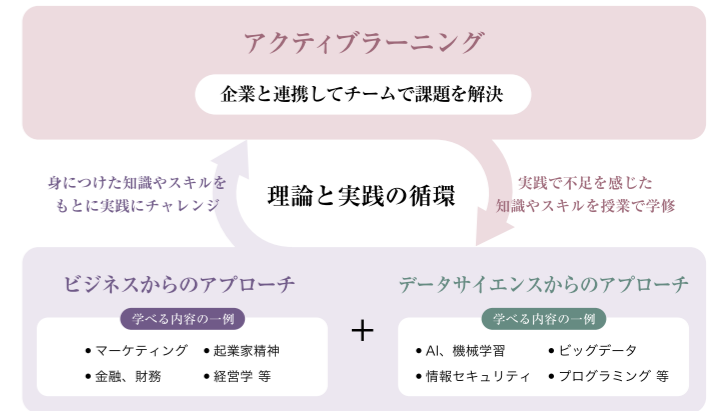 アクティブラーニング
企業と連携してチームで課題を解決
身につけた知識やスキルを
もとに実践にチャレンジ
理論と実践の循環
実践で不足を感じた
知識やスキルを授業で学修
ビジネスからのアプローチ
学べる内容の一例
●マーケティング ●起業家精神
●金融、財務 ●経営学 等
+
データサイエンスからのアプローチ
学べる内容の一例
●AI、機械学習 ●ビッグデータ
●情報セキュリティ ●プログラミング 等